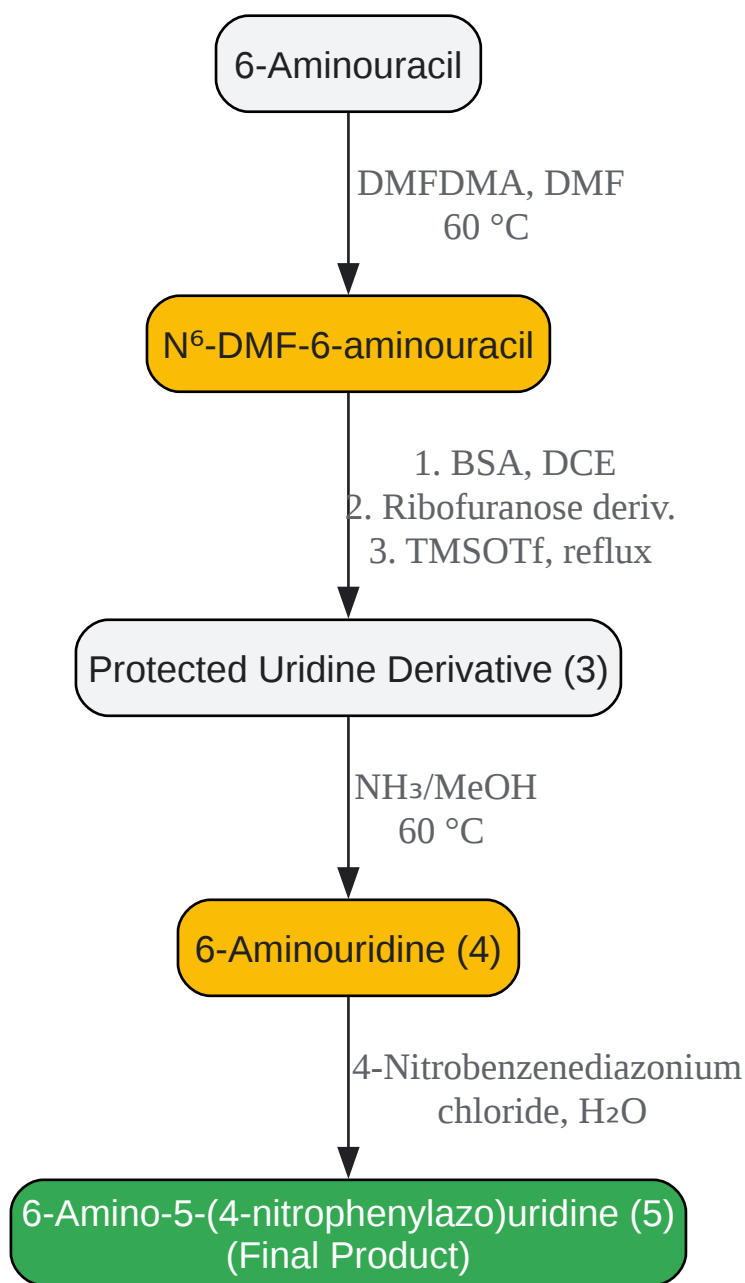 6-Aminouracil
DMFDMA, DMF
60 °C
N⁶-DMF-6-aminouracil
1. BSA, DCE
2. Ribofuranose deriv.
3. TMSOTf, reflux
Protected Uridine Derivative (3)
NH₃/MeOH
60 °C
6-Aminouridine (4)
4-Nitrobenzenediazonium
chloride, H₂O
6-Amino-5-(4-nitrophenylazo)uridine (5)
(Final Product)